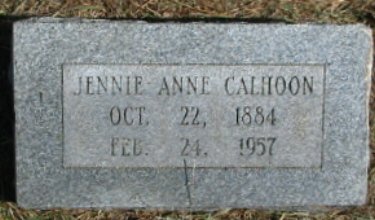 JENNIE ANNE CALHOON
OCT. 22, 1884
FEB. 24, 1957